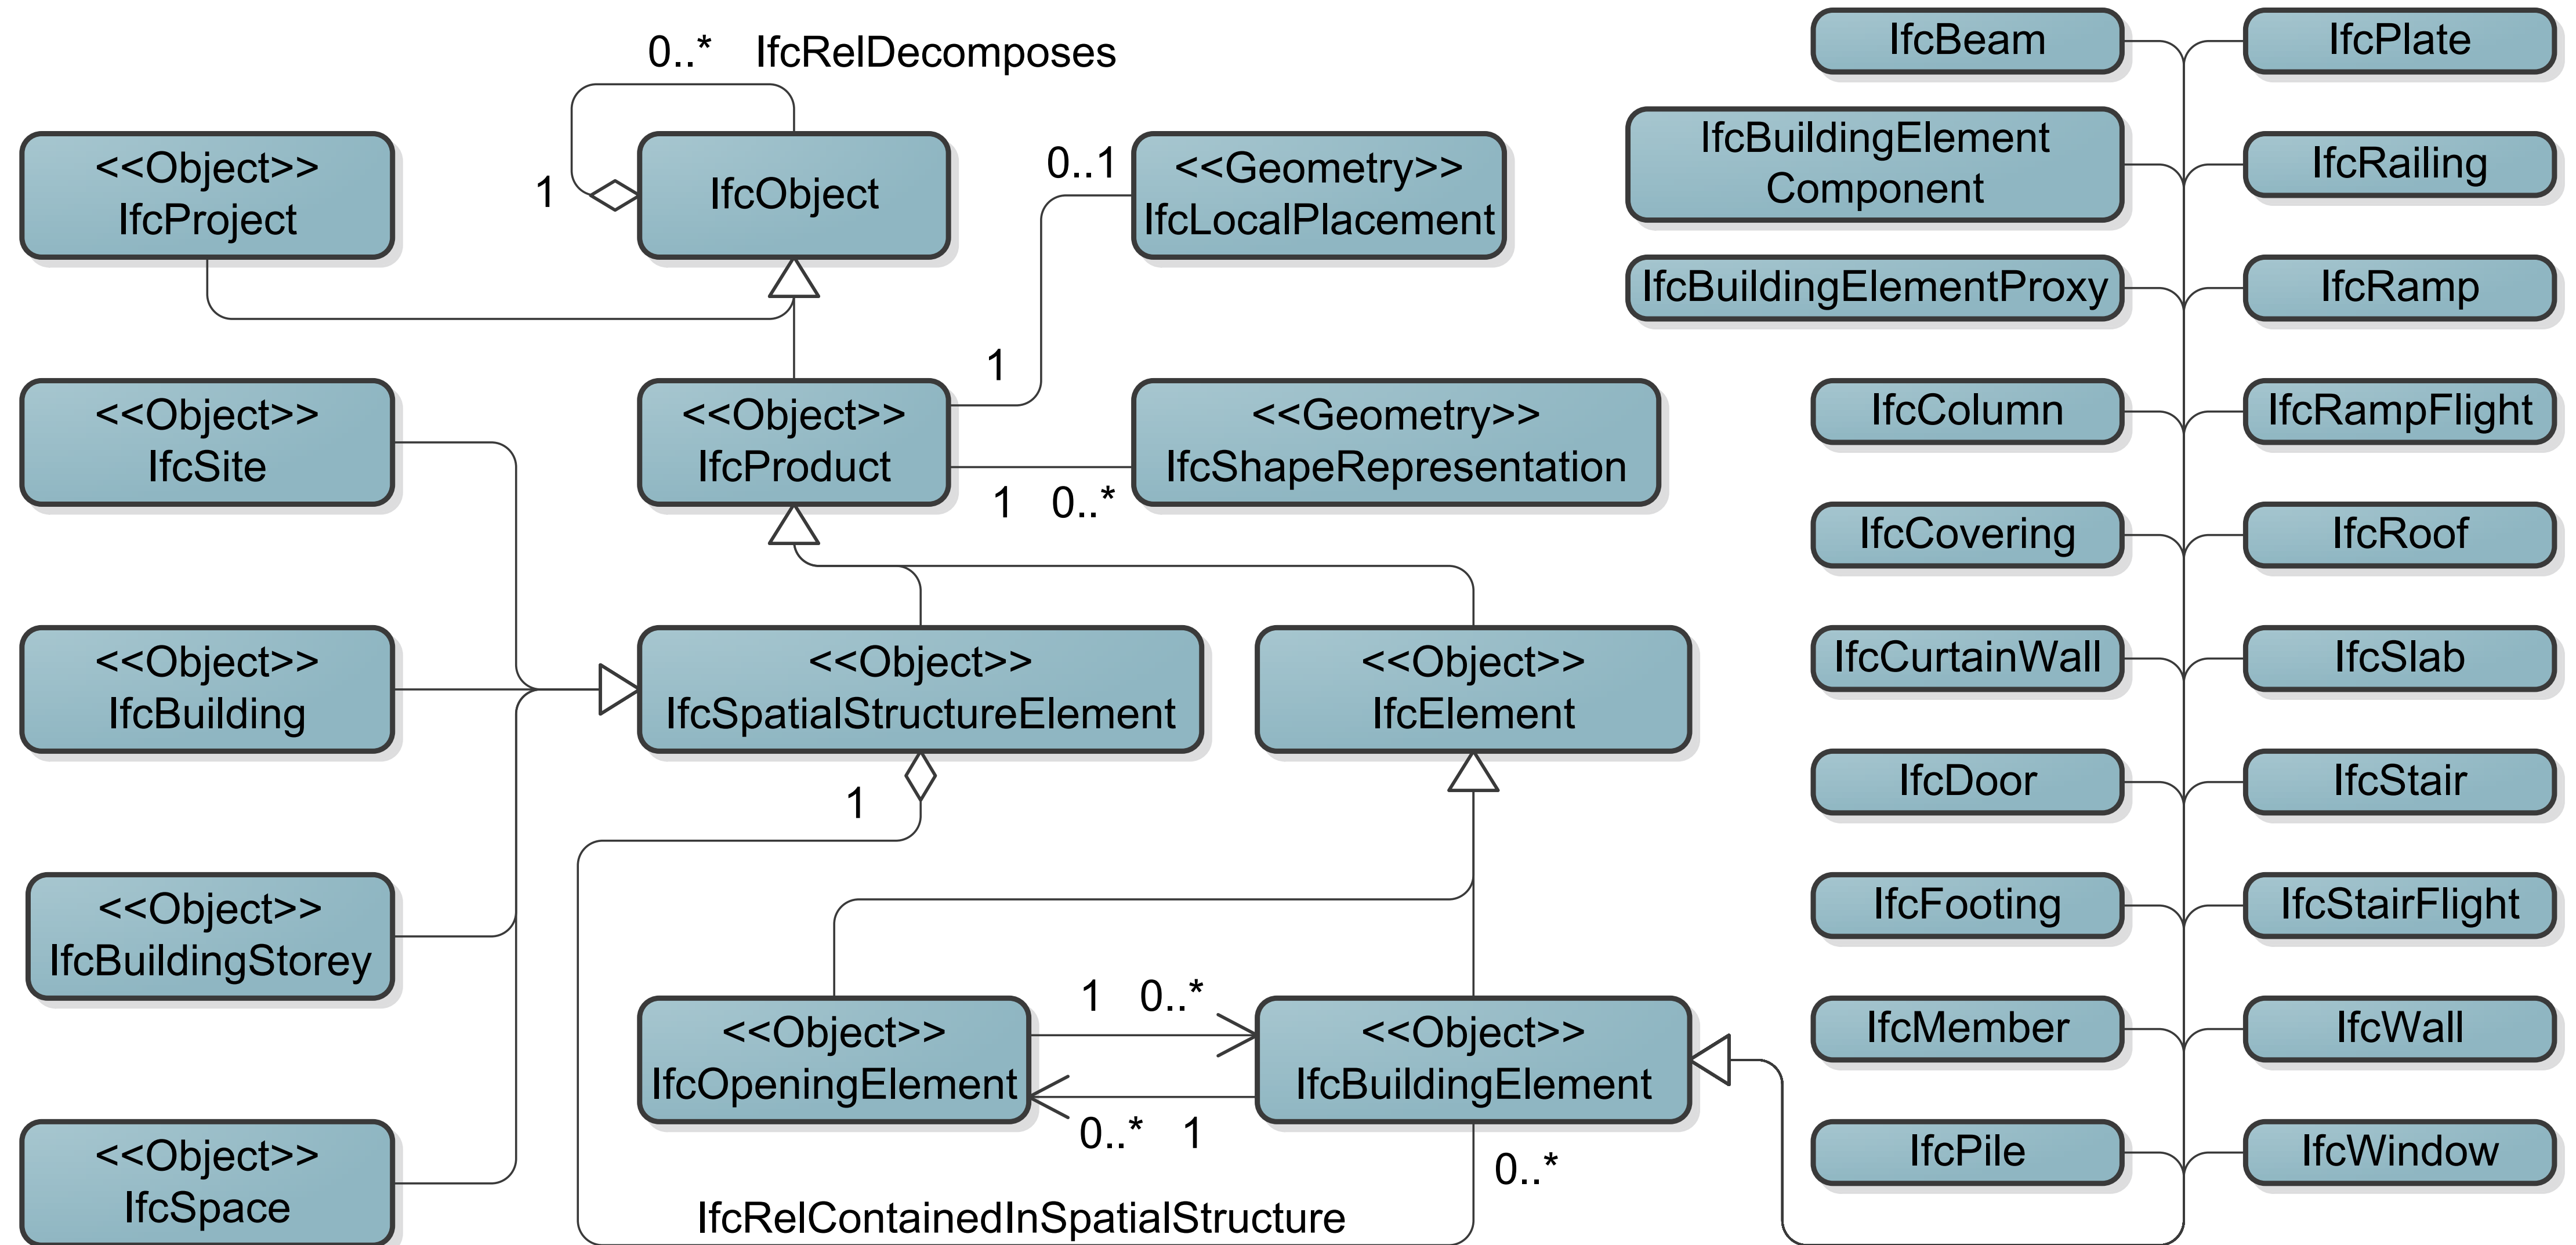 0..* IfcRelDecomposes
<<Object>>
IfcProject
1
IfcObject
0..1
<<Geometry>>
IfcLocalPlacement
1
<<Object>>
IfcSite
<<Object>>
IfcProduct
<<Geometry>>
IfcShapeRepresentation
1 0..*
<<Object>>
IfcBuilding
<<Object>>
IfcSpatialStructureElement
<<Object>>
IfcElement
1
<<Object>>
IfcBuildingStorey
<<Object>>
IfcOpeningElement
1 0..*
0..* 1
<<Object>>
IfcBuildingElement
0..*
<<Object>>
IfcSpace
IfcRelContainedInSpatialStructure
IfcBeam
IfcBuildingElement
Component
IfcBuildingElementProxy
IfcColumn
IfcCovering
IfcCurtainWall
IfcDoor
IfcFooting
IfcMember
IfcPile
IfcPlate
IfcRailing
IfcRamp
IfcRampFlight
IfcRoof
IfcSlab
IfcStair
IfcStairFlight
IfcWall
IfcWindow